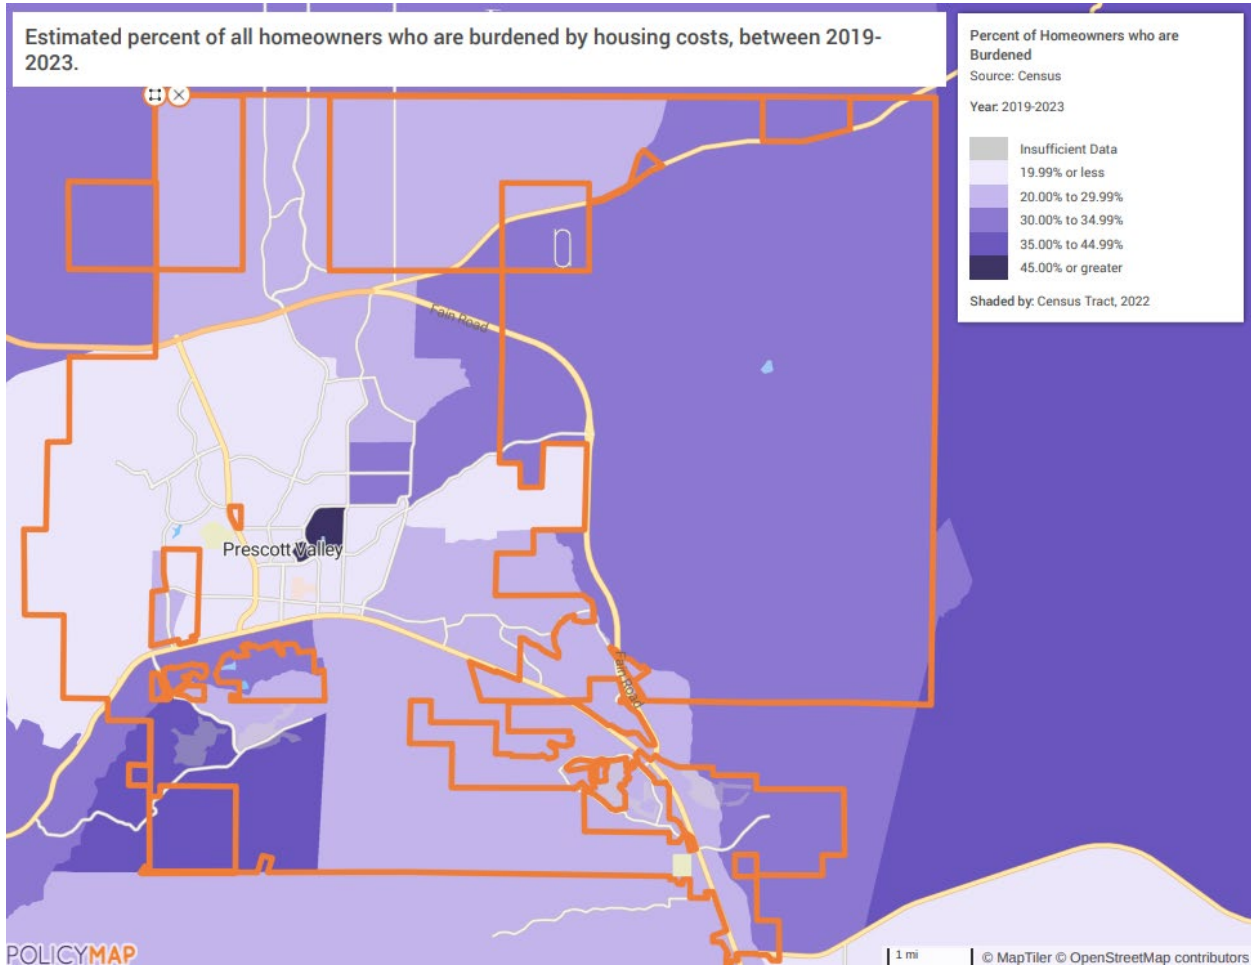 Estimated percent of all homeowners who are burdened by housing costs, between 2019-
2023.
Percent of Homeowners who are
Burdened
Source: Census
Year: 2019-2023
Insufficient Data
19.99% or less
20.00% to 29.99%
30.00% to 34.99%
35.00% to 44.99%
45.00% or greater
Shaded by: Census Tract, 2022
Fain Road
Prescott Valley
Fain Road
POLICYMAP
1 mi
© MapTiler © OpenStreetMap contributors